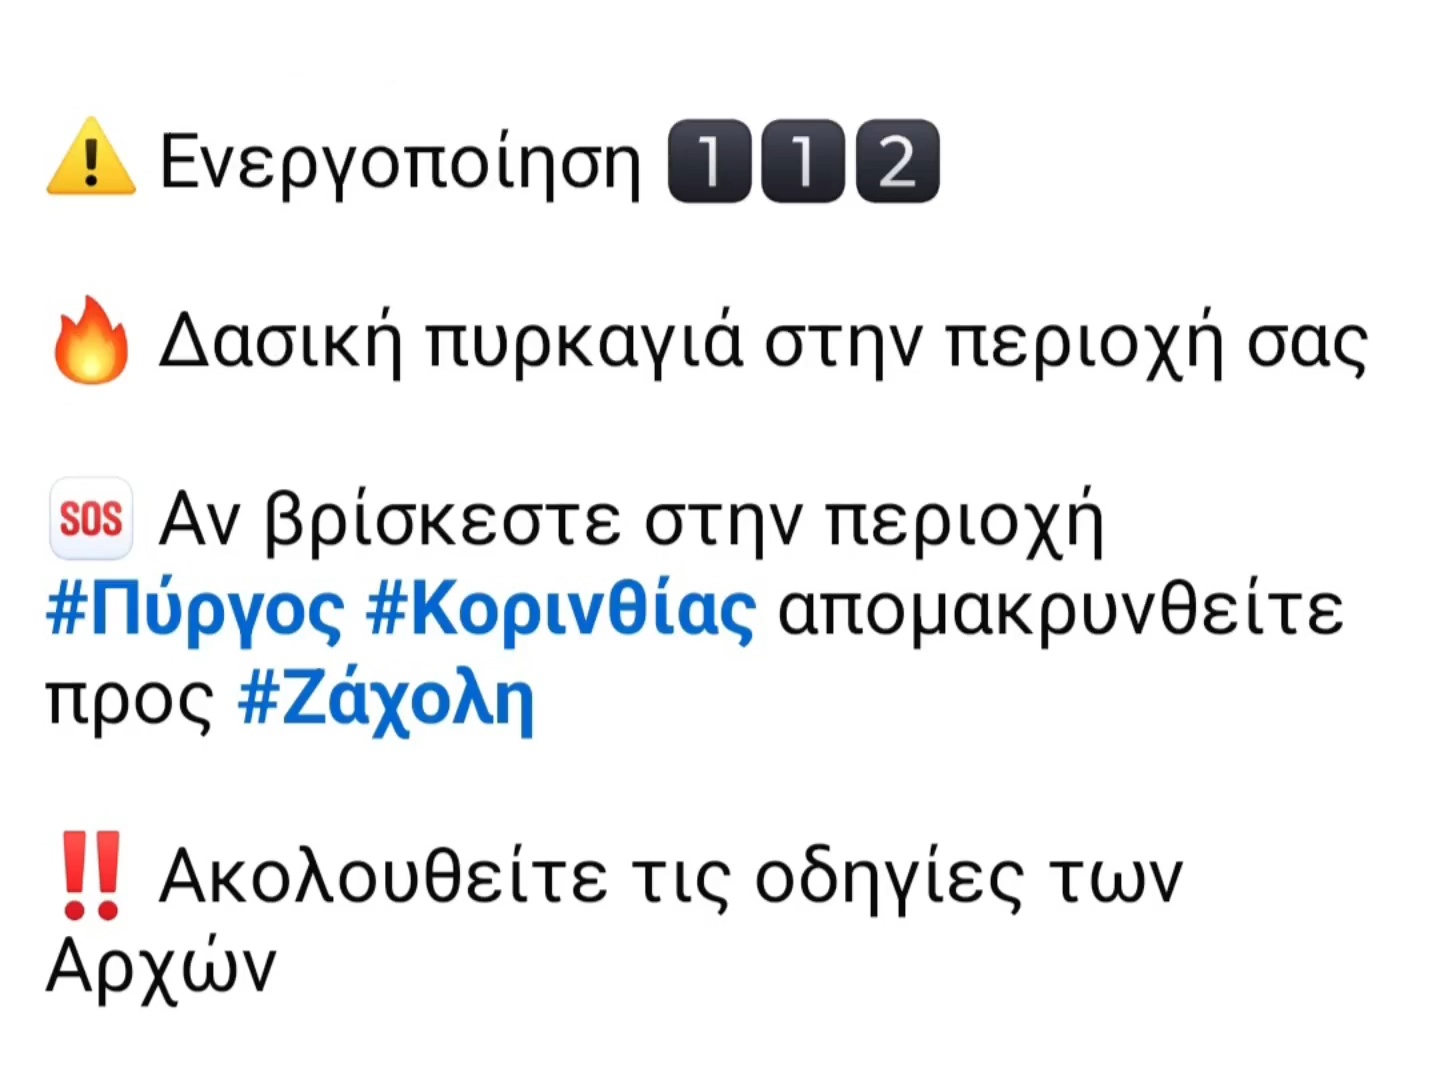 ⚠️ Ενεργοποίηση 1️⃣1️⃣2️⃣
🔥 Δασική πυρκαγιά στην περιοχή σας
🆘 Αν βρίσκεστε στην περιοχή
#Πύργος #Κορινθίας απομακρυνθείτε
προς #Ζάχολη
‼️ Ακολουθείτε τις οδηγίες των
Αρχών